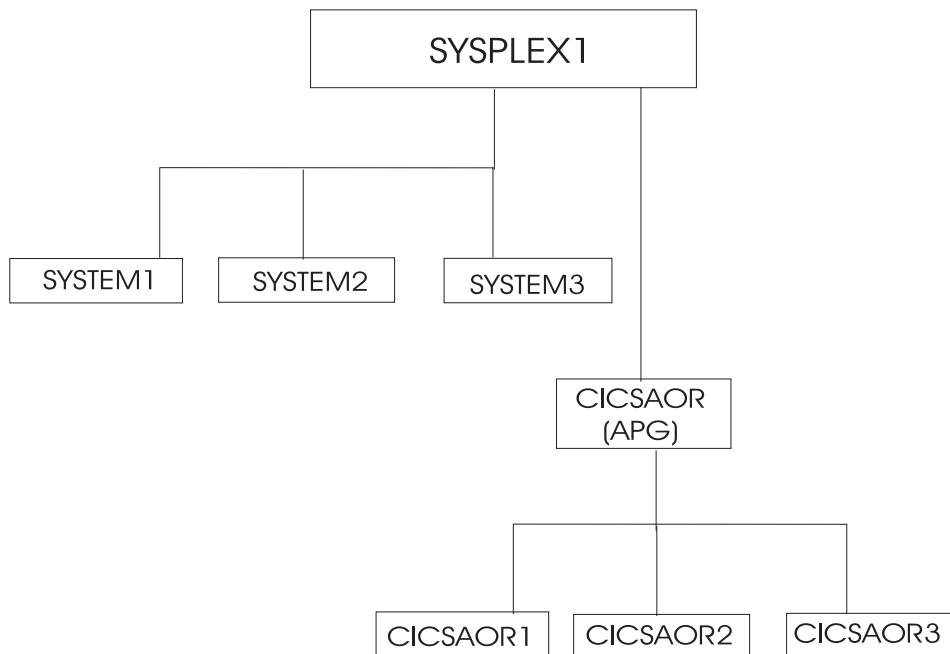 SYSPLEX1
SYSTEM1
SYSTEM2
SYSTEM3
CICSAOR
(APG)
CICSAOR1
CICSAOR2
CICSAOR3